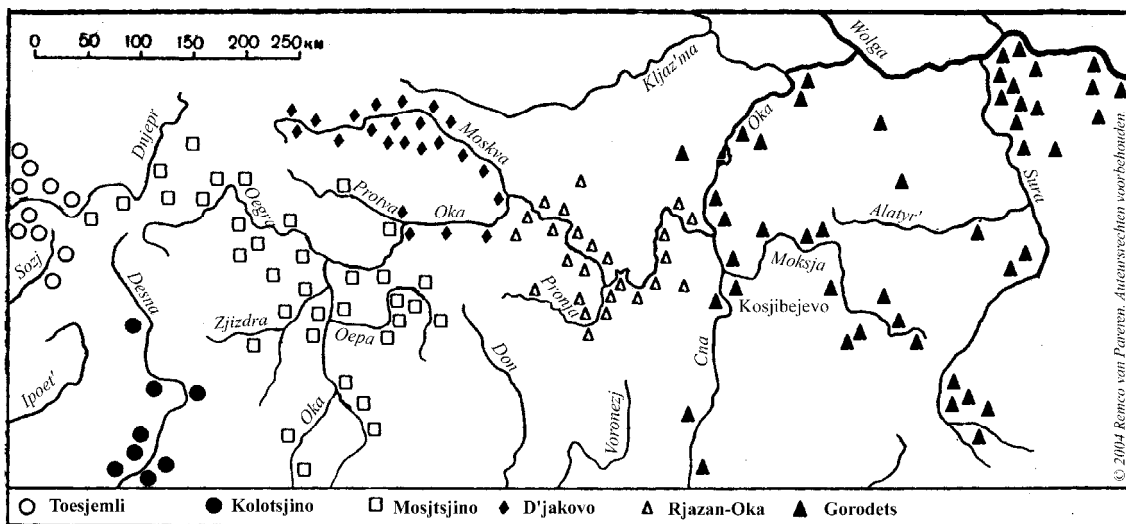 0 50 100 150 200 250 км
Wolga
Kljaz'ma
Dnjepr
Moskva
Oka
Sura
Oegra
Protva
Oka
Alatyr'
Sozj
Desna
Pronja
Moksja
Kosjibejevo
Zjizdra
Oepa
Don
Cna
Ipoet'
Oka
Voronezj
© 2004 Remco van Pareren. Auteursrechten voorbehouden
Toesjemli Kolotsjino Mosjtsjino D'jakovo Rjazan-Oka Gorodets